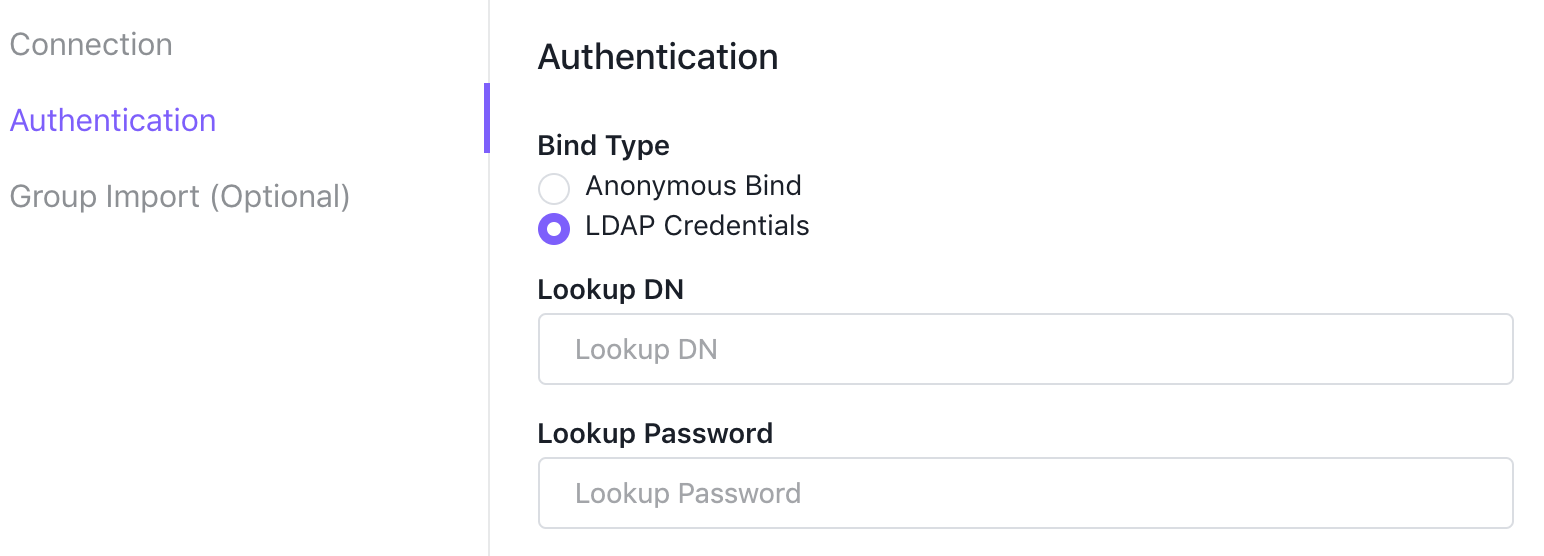 Connection
Authentication
Group Import (Optional)
Authentication
Bind Type
Anonymous Bind
LDAP Credentials
Lookup DN
Lookup DN
Lookup Password
Lookup Password